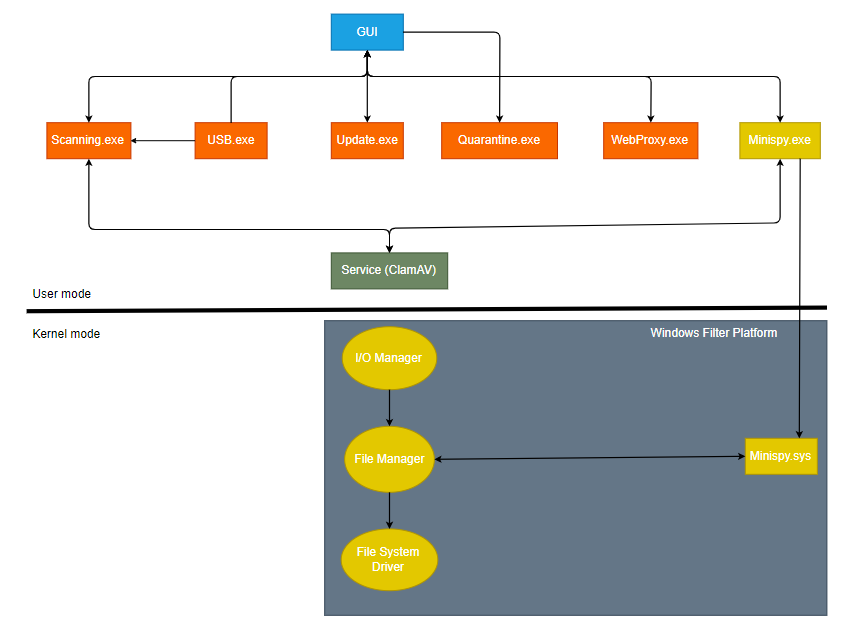 GUI
Scanning.exe
USB.exe
Update.exe
Quarantine.exe
WebProxy.exe
Minispy.exe
Service (ClamAV)
User mode
Kernel mode
Windows Filter Platform
I/O Manager
File Manager
Minispy.sys
File System
Driver